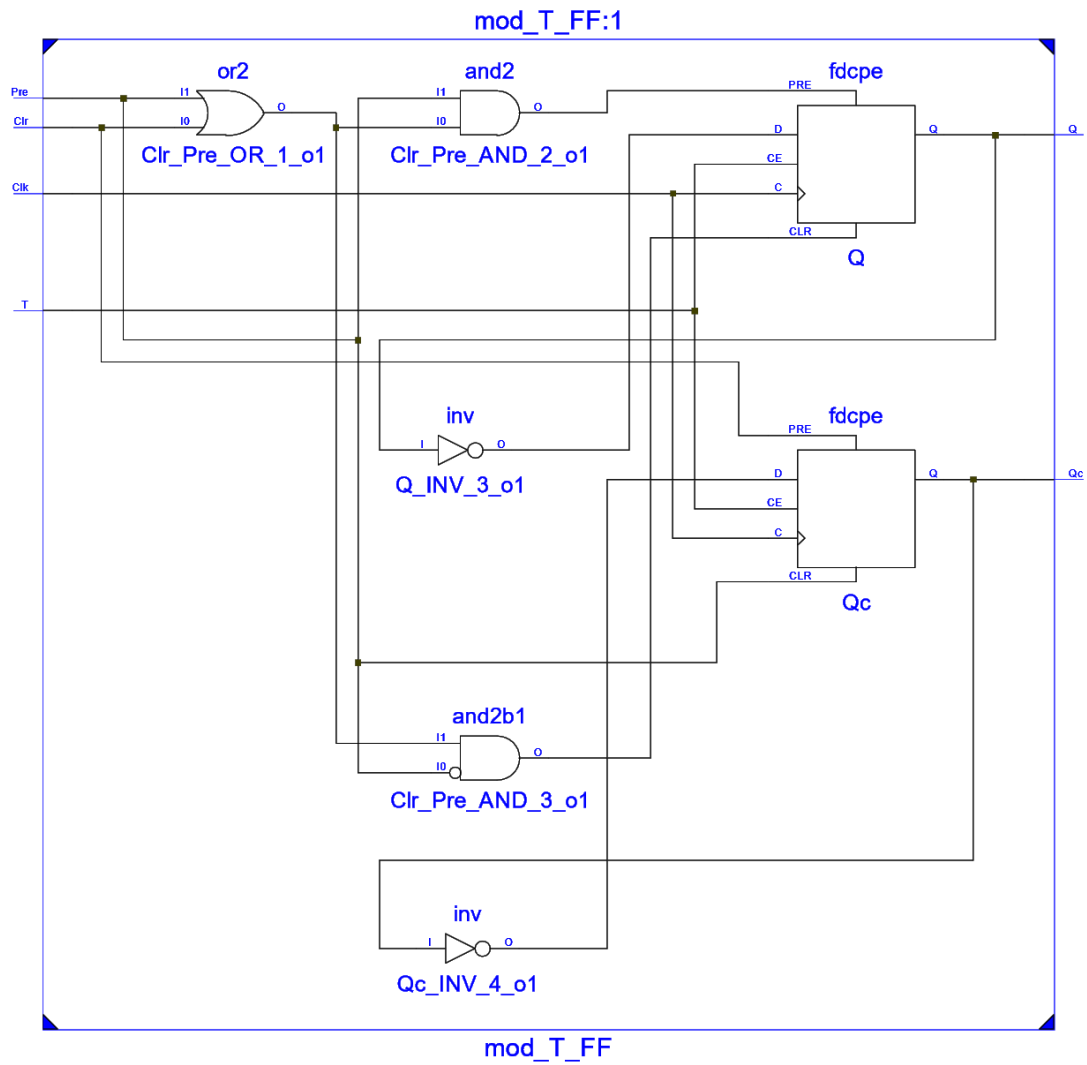 mod_T_FF:1
or2
and2
fdcpe
Pre
I1
O
I1
O
PRE
Clr
I0
I0
D
Q
Q
Clr_Pre_OR_1_o1
Clr_Pre_AND_2_o1
CE
Clk
C
CLR
Q
T
inv
fdcpe
I
O
PRE
Q_INV_3_o1
D
Q
Qc
CE
C
CLR
Qc
and2b1
I1
O
I0
Clr_Pre_AND_3_o1
inv
I
O
Qc_INV_4_o1
mod_T_FF